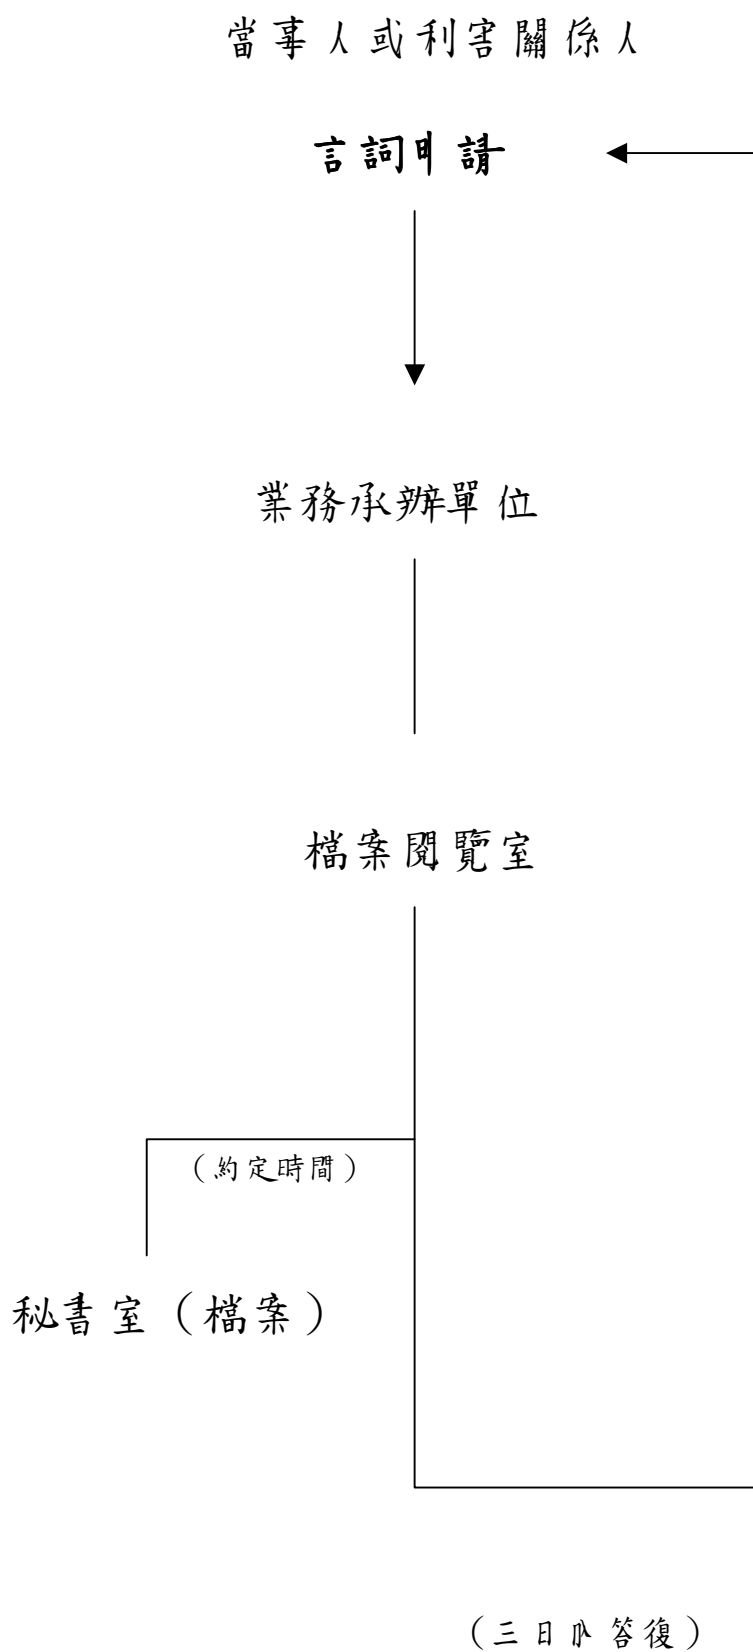 當事人或利害關係人
言詞申請
業務承辦單位
檔案閱覽室
（約定時間）
秘書室（檔案）
（三日內答復）